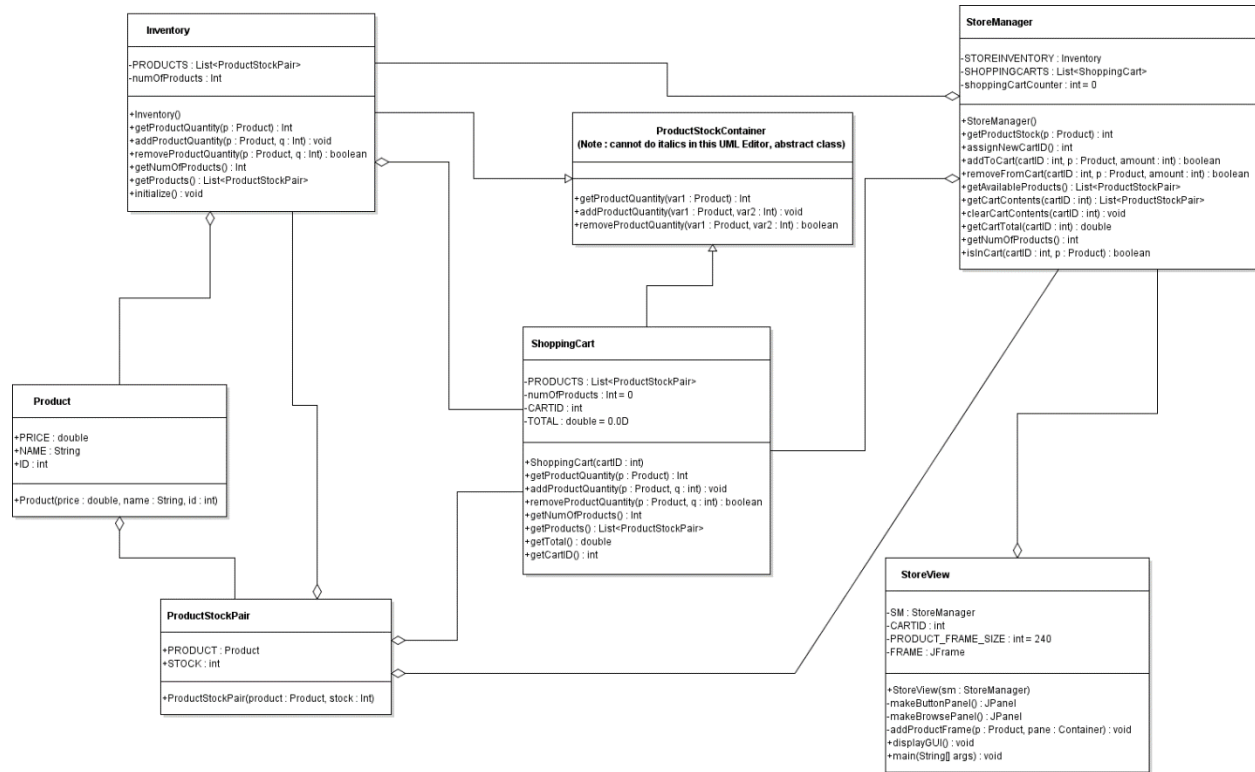 Inventory
-PRODUCTS : List<ProductStockPair>
-numOfProducts : Int
+Inventory()
+getProductQuantity(p : Product) : Int
+addProductQuantity(p : Product, q : Int) : void
+removeProductQuantity(p : Product, q : Int) : boolean
+getNumOfProducts() : Int
+getProducts() : List<ProductStockPair>
+initialize() : void
StoreManager
-STOREINVENTORY : Inventory
-SHOPPINGCARTS : List<ShoppingCart>
-shoppingCartCounter : int = 0
+StoreManager()
+getProductStock(p : Product) : int
+assignNewCartID() : int
+addToCart(cartID : int, p : Product, amount : int) : boolean
+removeFromCart(cartID : int, p : Product, amount : int) : boolean
+getAvailableProducts() : List<ProductStockPair>
+getCartContents(cartID : int) : List<ProductStockPair>
+clearCartContents(cartID : int) : void
+getCartTotal(cartID : int) : double
+getNumOfProducts() : int
+isInCart(cartID : int, p : Product) : boolean
ProductStockContainer
(Note : cannot do italics in this UML Editor, abstract class)
+getProductQuantity(var1 : Product) : Int
+addProductQuantity(var1 : Product, var2 : Int) : void
+removeProductQuantity(var1 : Product, var2 : Int) : boolean
ShoppingCart
-PRODUCTS : List<ProductStockPair>
-numOfProducts : Int = 0
-CARTID : int
-TOTAL : double = 0.0D
+ShoppingCart(cartID : int)
+getProductQuantity(p : Product) : Int
+addProductQuantity(p : Product, q : int) : void
+removeProductQuantity(p : Product, q : int) : boolean
+getNumOfProducts() : Int
+getProducts() : List<ProductStockPair>
+getTotal() : double
+getCartID() : int
Product
+PRICE : double
+NAME : String
+ID : int
+Product(price : double, name : String, id : int)
ProductStockPair
+PRODUCT : Product
+STOCK : int
+ProductStockPair(product : Product, stock : Int)
StoreView
-SM : StoreManager
-CARTID : int
-PRODUCT_FRAME_SIZE : int = 240
-FRAME : JFrame
+StoreView(sm : StoreManager)
-makeButtonPanel() : JPanel
-makeBrowsePanel() : JPanel
-addProductFrame(p : Product, pane : Container) : void
+displayGUI() : void
+main(String[] args) : void